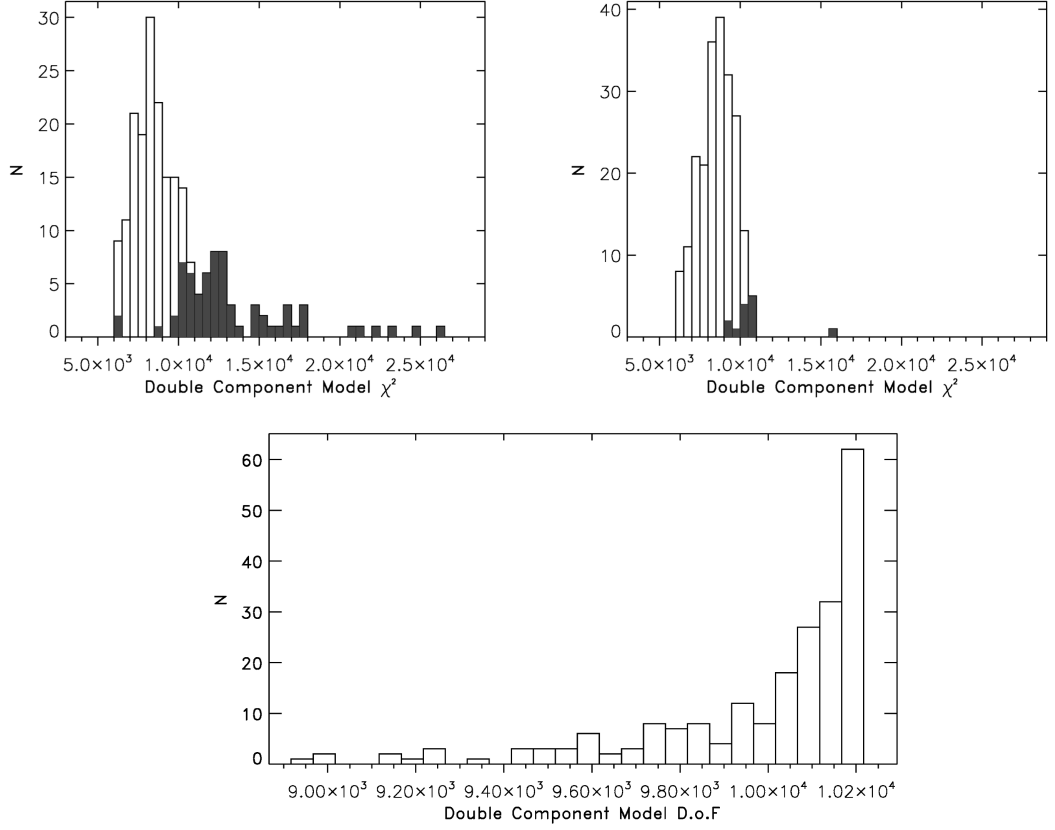 30
25
20
15
10
5
0
N
5.0×10³ 1.0×10⁴ 1.5×10⁴ 2.0×10⁴ 2.5×10⁴
Double Component Model χ²
40
30
20
10
0
N
5.0×10³ 1.0×10⁴ 1.5×10⁴ 2.0×10⁴ 2.5×10⁴
Double Component Model χ²
60
50
40
30
20
10
0
N
9.00×10³ 9.20×10³ 9.40×10³ 9.60×10³ 9.80×10³ 1.00×10⁴ 1.02×10⁴
Double Component Model D.o.F